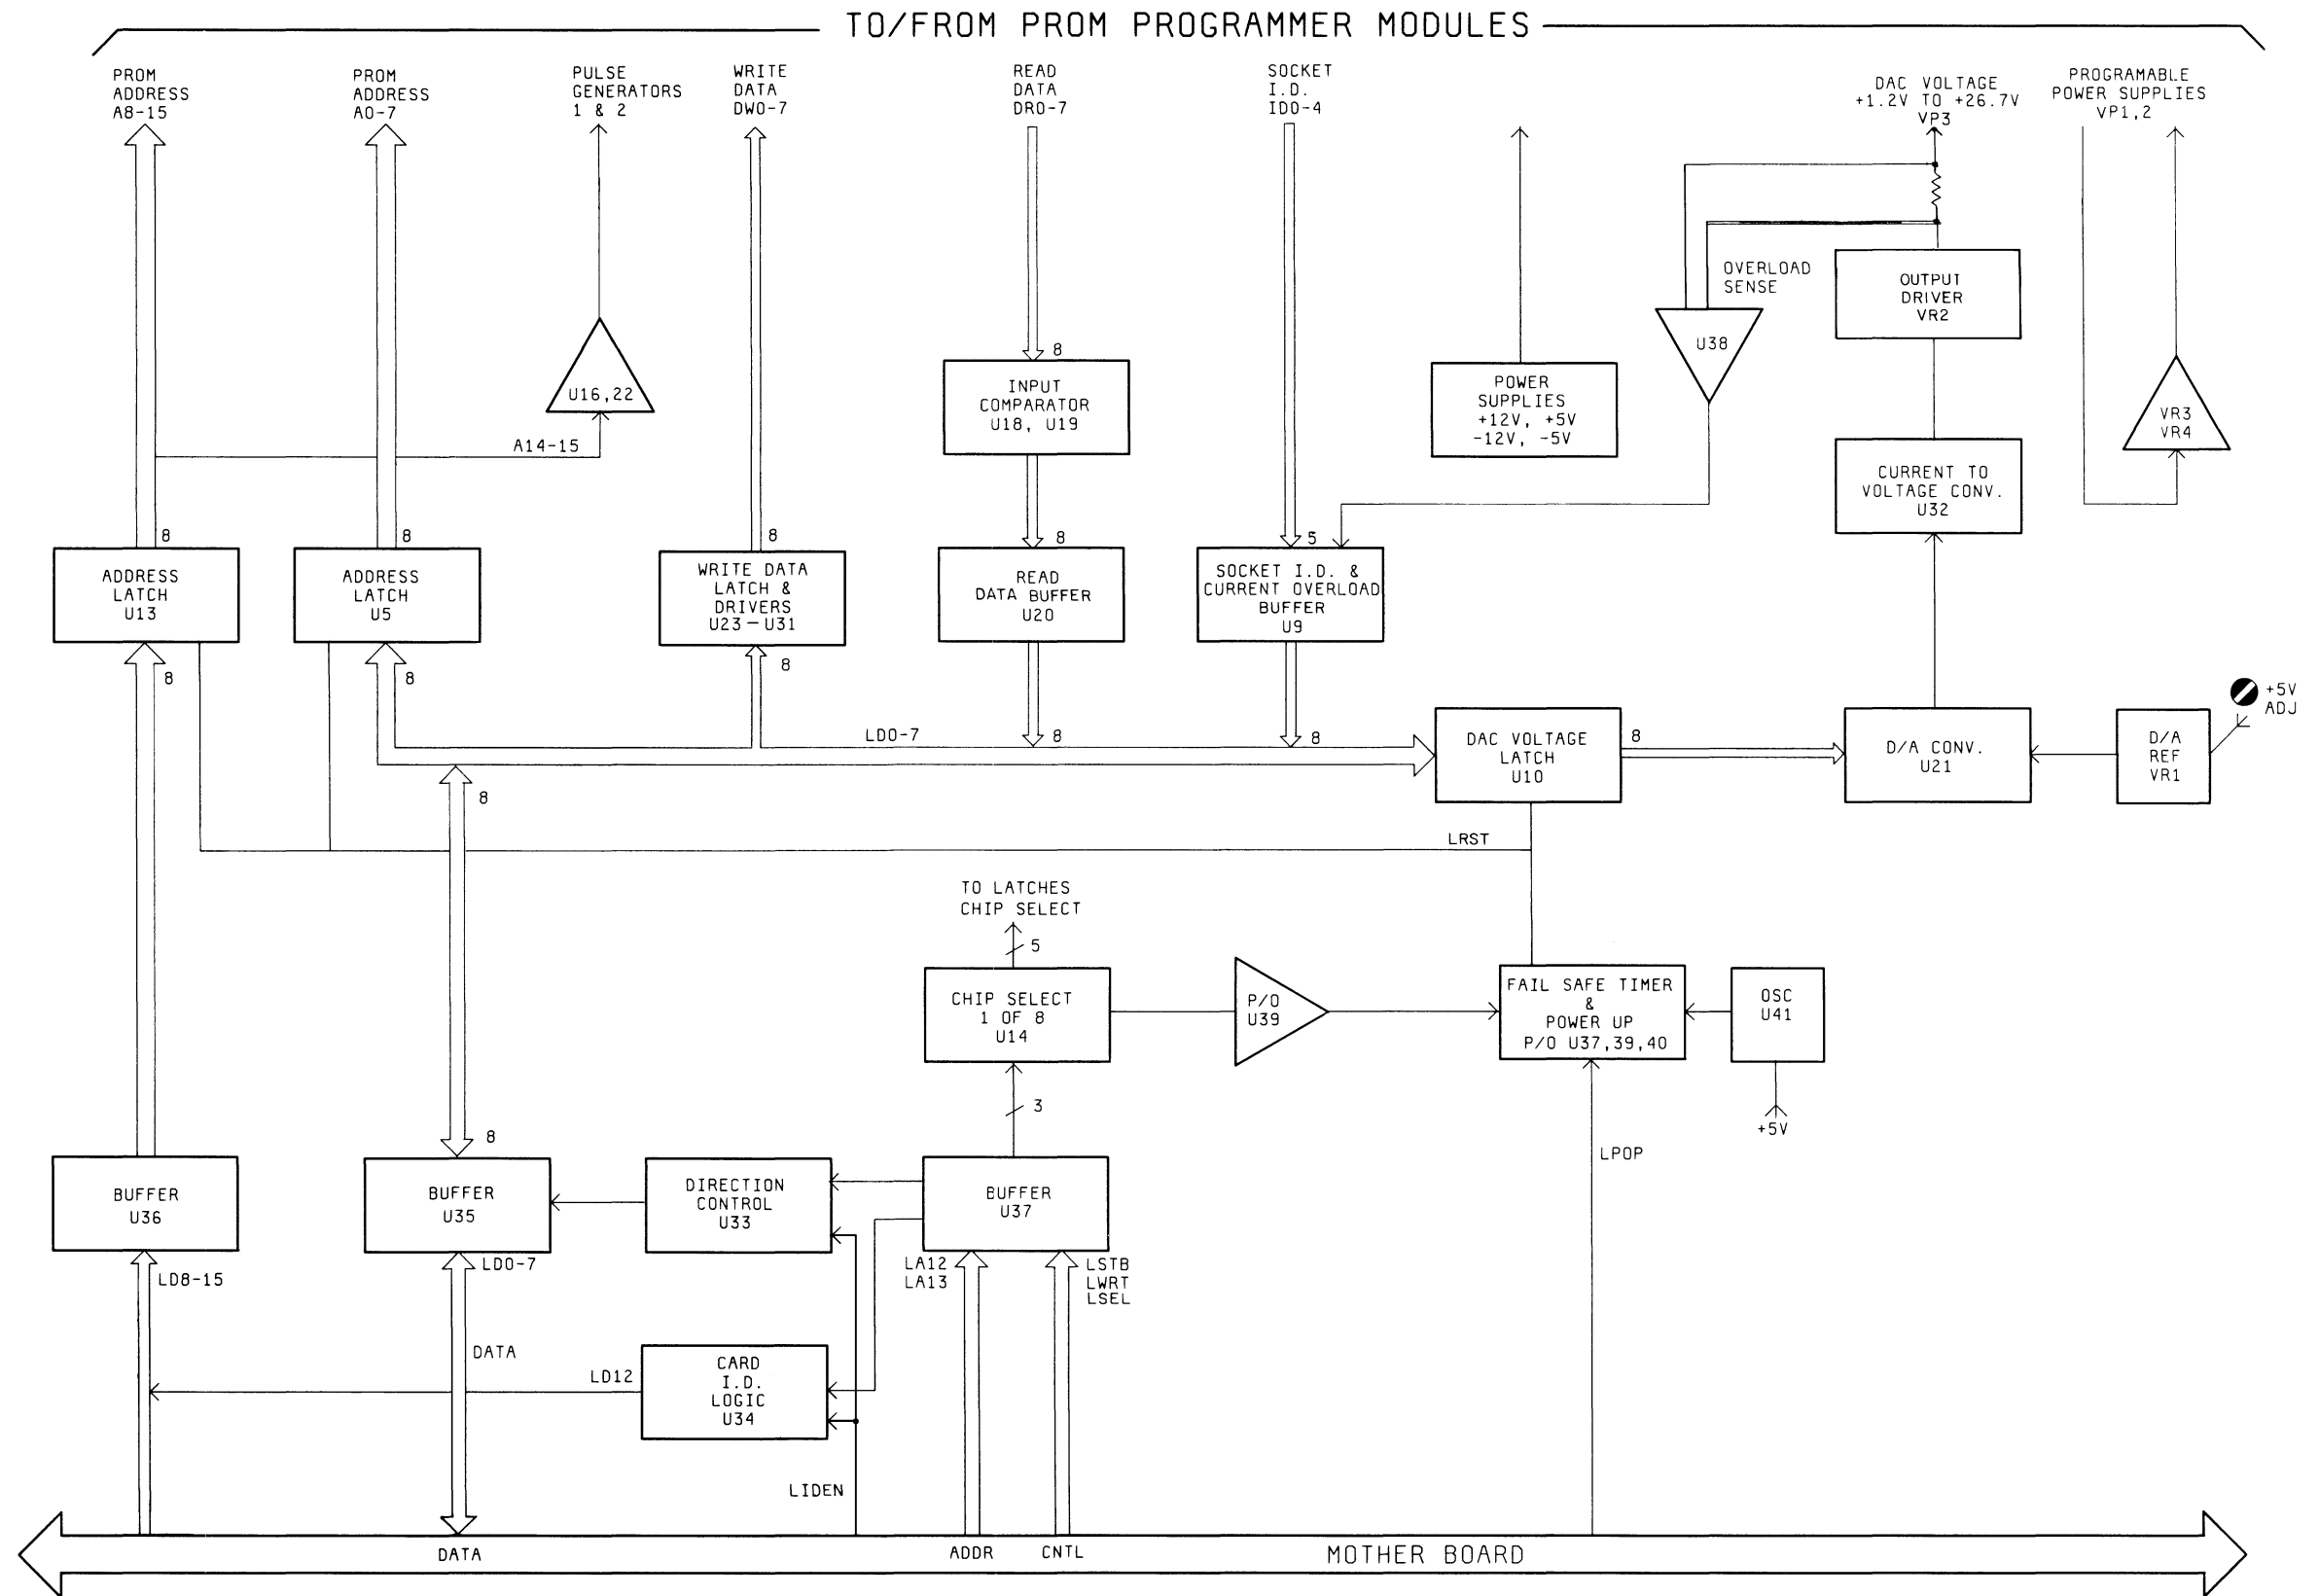 TO/FROM PROM PROGRAMMER MODULES
PROM
ADDRESS
A8-15
PROM
ADDRESS
A0-7
PULSE
GENERATORS
1 & 2
WRITE
DATA
DW0-7
READ
DATA
DR0-7
SOCKET
I.D.
ID0-4
DAC VOLTAGE
+1.2V TO +26.7V
VP3
PROGRAMABLE
POWER SUPPLIES
VP1,2
OVERLOAD
SENSE
OUTPUT
DRIVER
VR2
U38
U16,22
8
INPUT
COMPARATOR
U18, U19
POWER
SUPPLIES
+12V, +5V
-12V, -5V
VR3
VR4
A14-15
CURRENT TO
VOLTAGE CONV.
U32
8
8
8
8
5
ADDRESS
LATCH
U13
ADDRESS
LATCH
U5
WRITE DATA
LATCH &
DRIVERS
U23-U31
READ
DATA BUFFER
U20
SOCKET I.D. &
CURRENT OVERLOAD
BUFFER
U9
8
8
8
+5V
ADJ
LD0-7
8
8
DAC VOLTAGE
LATCH
U10
8
D/A CONV.
U21
D/A
REF
VR1
8
LRST
TO LATCHES
CHIP SELECT
5
CHIP SELECT
1 OF 8
U14
P/O
U39
FAIL SAFE TIMER
&
POWER UP
P/O U37,39,40
OSC
U41
3
+5V
8
LPOP
BUFFER
U36
BUFFER
U35
DIRECTION
CONTROL
U33
BUFFER
U37
LD8-15
LD0-7
LA12
LA13
LSTB
LWRT
LSEL
DATA
LD12
CARD
I.D.
LOGIC
U34
LIDEN
DATA
ADDR
CNTL
MOTHER BOARD